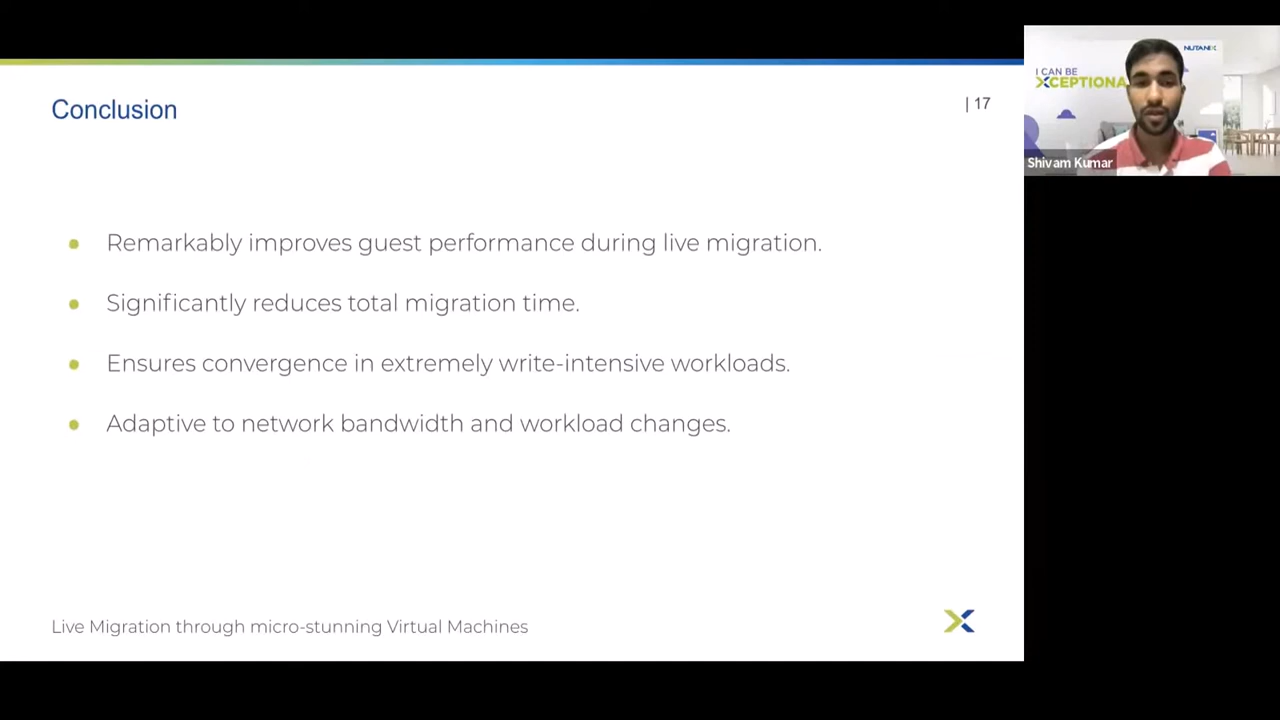 Conclusion
| 17
Remarkably improves guest performance during live migration.
Significantly reduces total migration time.
Ensures convergence in extremely write-intensive workloads.
Adaptive to network bandwidth and workload changes.
Live Migration through micro-stunning Virtual Machines
NUTANIX
I CAN BE
XCEPTIONA
Shivam Kumar